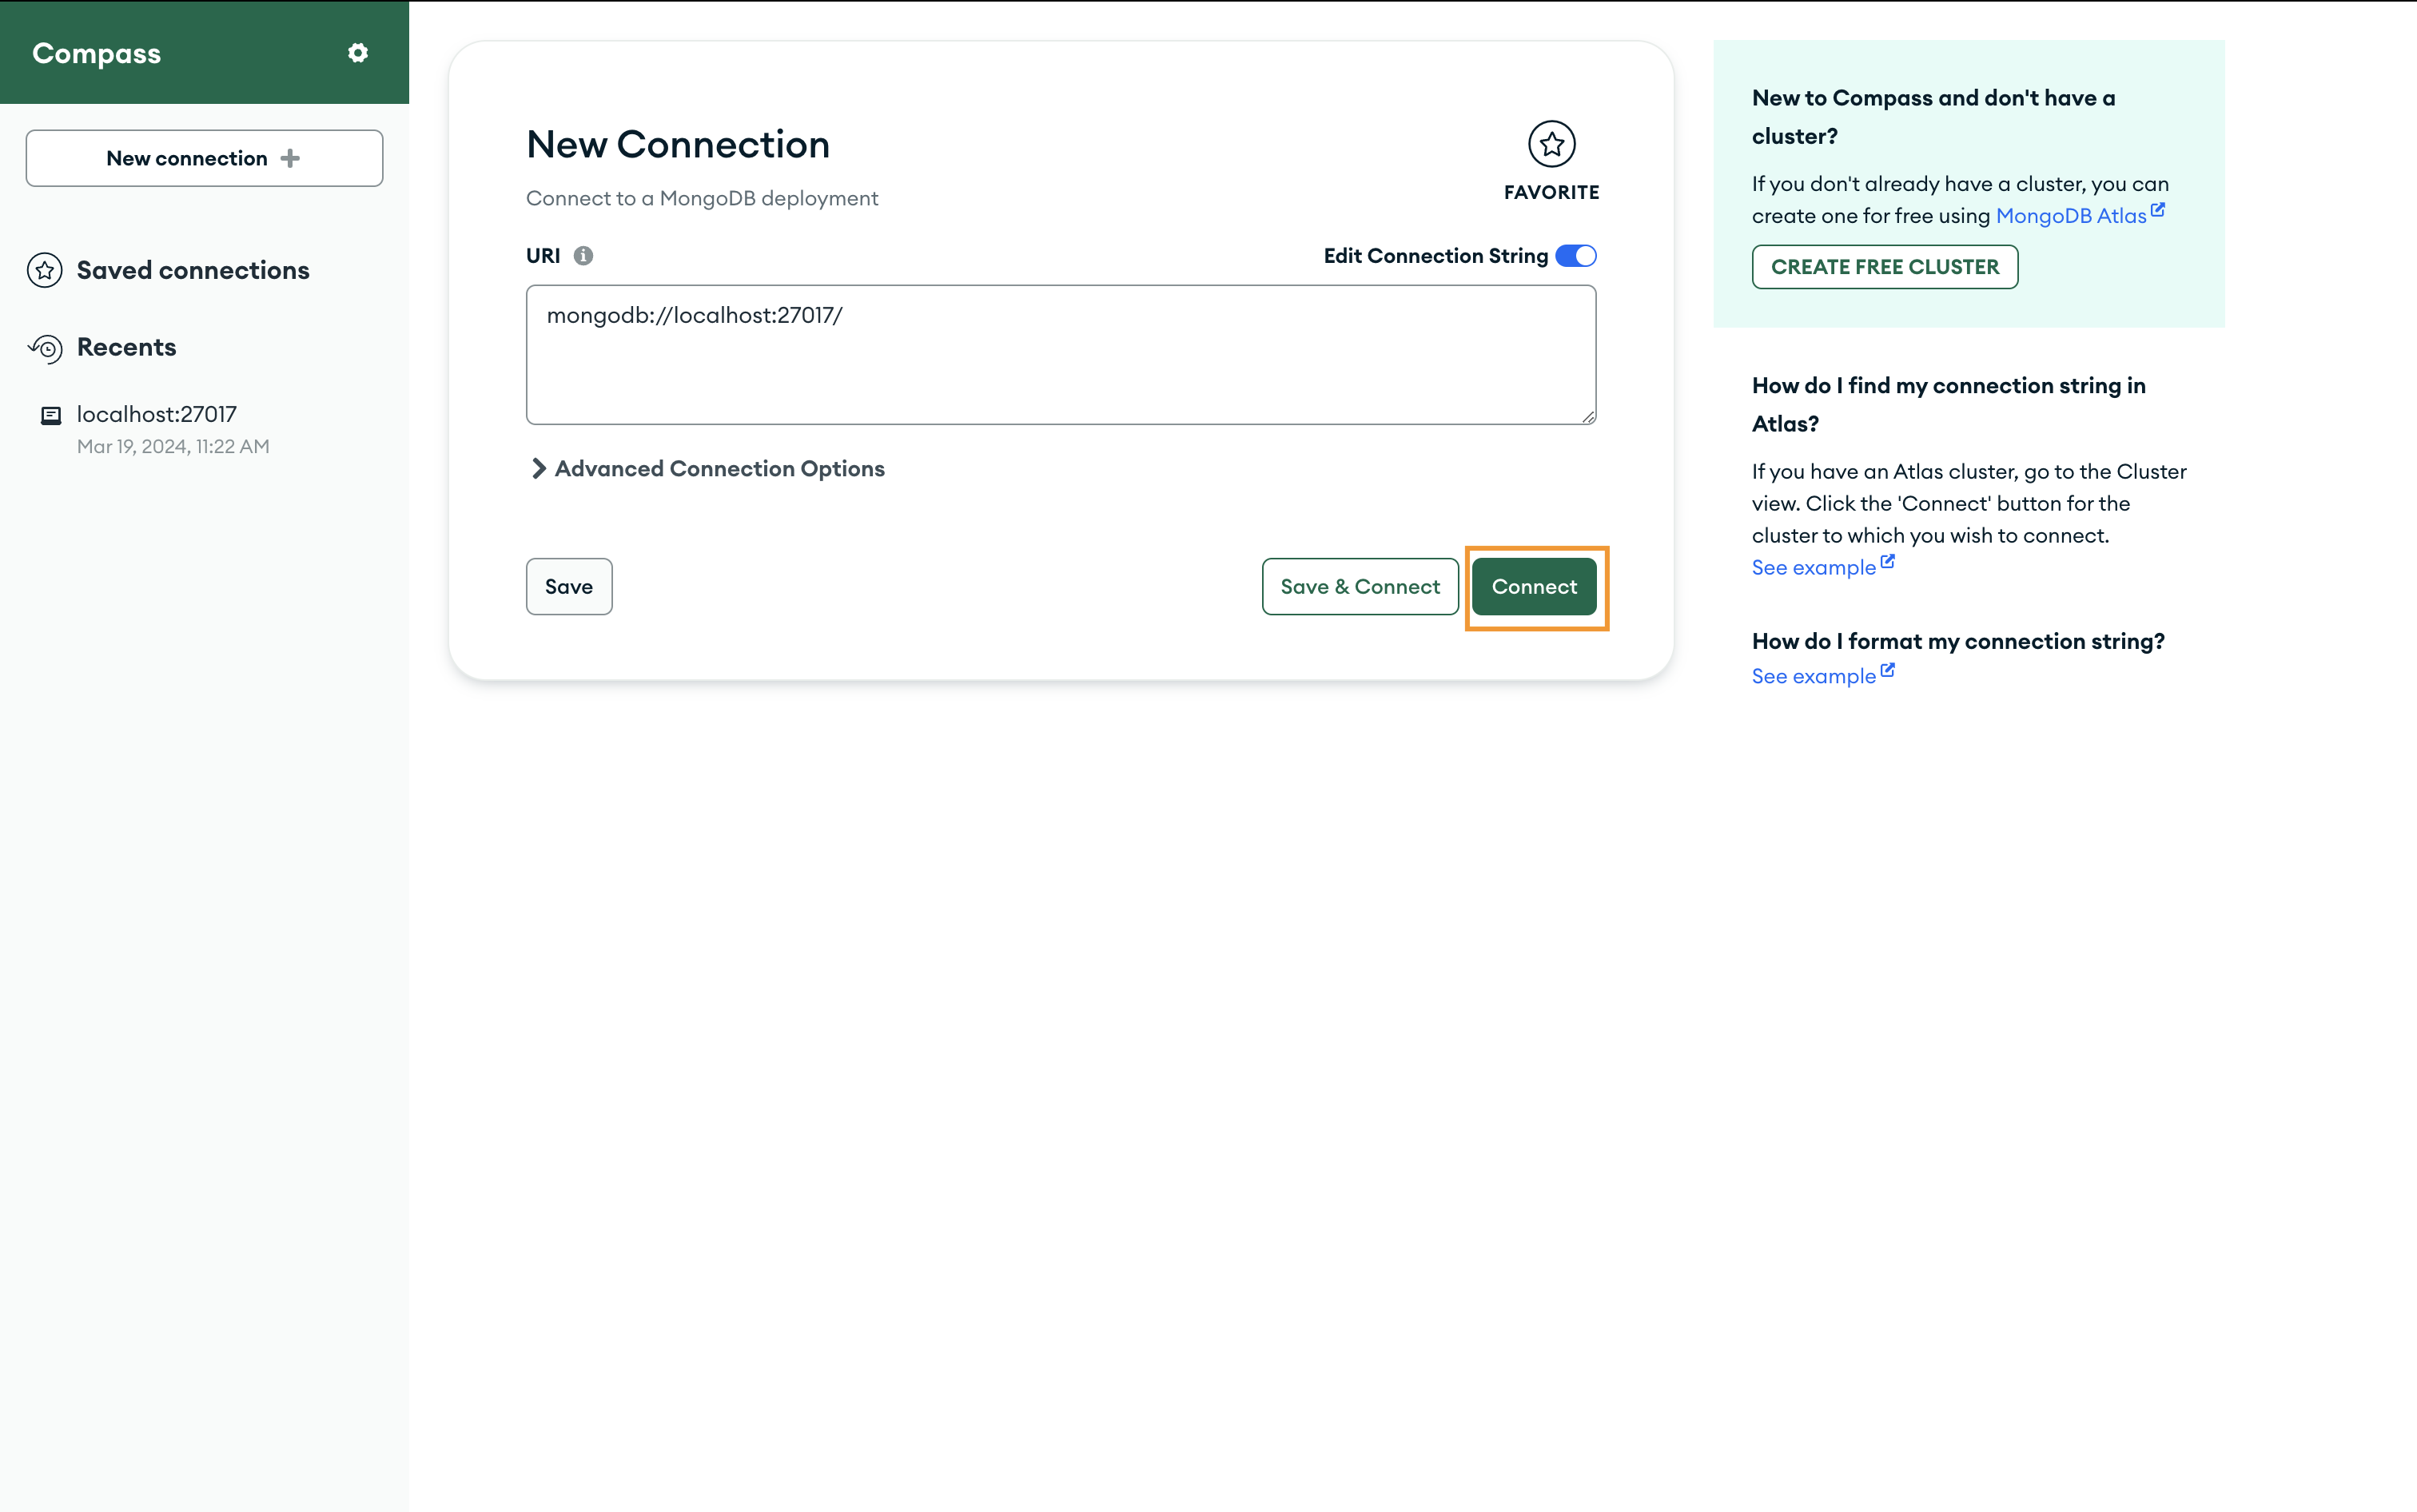 Compass
New connection
Saved connections
Recents
localhost:27017
Mar 19, 2024, 11:22 AM
New Connection
Connect to a MongoDB deployment
FAVORITE
URI
Edit Connection String
mongodb://localhost:27017/
Advanced Connection Options
Save
Save & Connect
Connect
New to Compass and don't have a
cluster?
If you don't already have a cluster, you can
create one for free using MongoDB Atlas
CREATE FREE CLUSTER
How do I find my connection string in
Atlas?
If you have an Atlas cluster, go to the Cluster
view. Click the 'Connect' button for the
cluster to which you wish to connect.
See example
How do I format my connection string?
See example